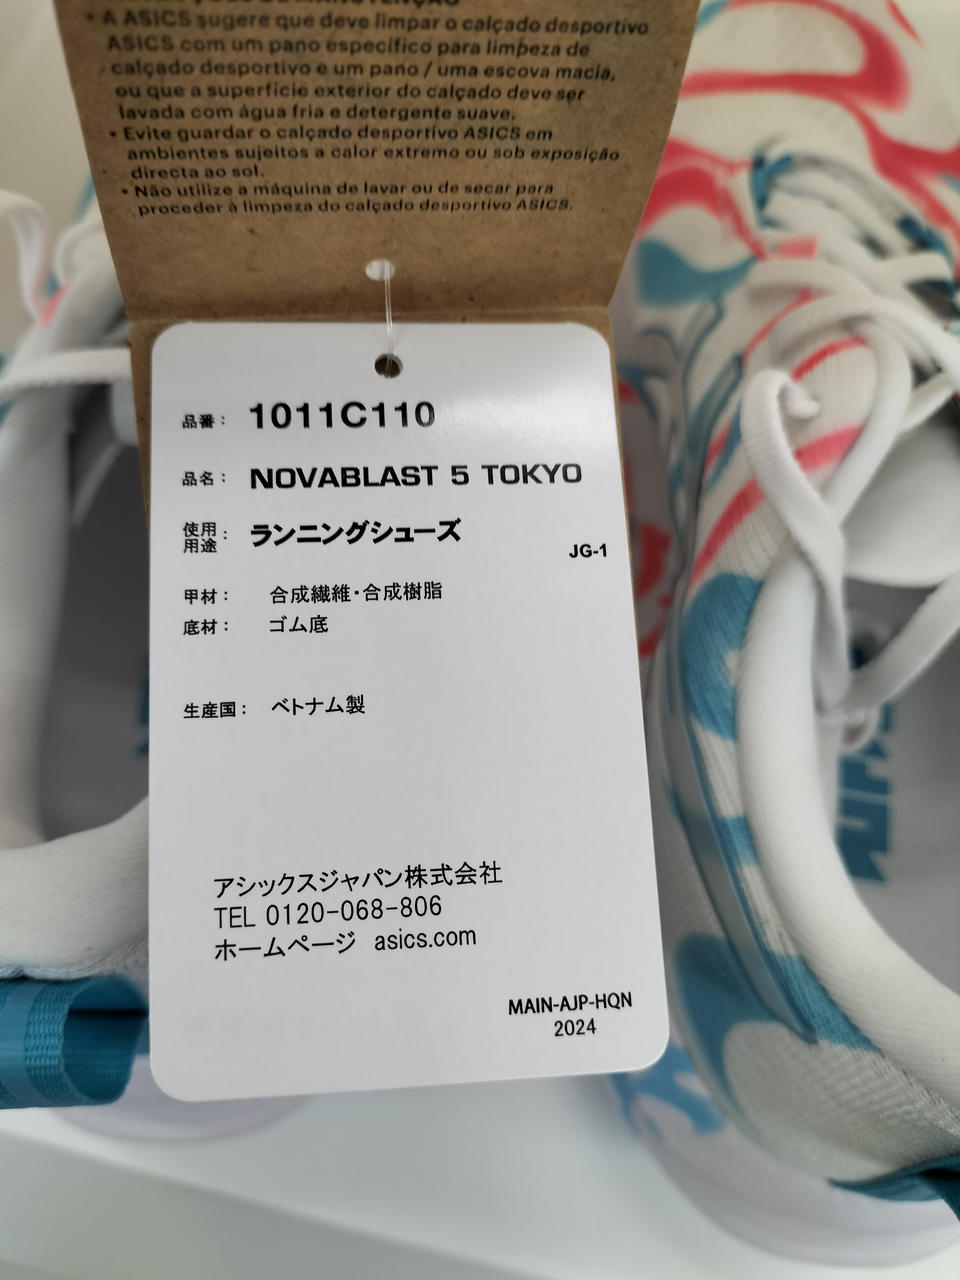 • A ASICS sugere que deve limpar o calçado desportivo
ASICS com um pano específico para limpeza de
calçado desportivo e um pano / uma escova macia,
ou que a superfície exterior do calçado deve ser
lavada com água fria e detergente suave.
• Evite guardar o calçado desportivo ASICS em
ambientes sujeitos a calor extremo ou sob exposição
directa ao sol.
• Não utilize a máquina de lavar ou de secar para
proceder à limpeza do calçado desportivo ASICS.
品番： 1011C110
品名： NOVABLAST 5 TOKYO
使用用途： ランニングシューズ
JG-1
甲材： 合成繊維・合成樹脂
底材： ゴム底
生産国： ベトナム製
アシックスジャパン株式会社
TEL 0120-068-806
ホームページ asics.com
MAIN-AJP-HQN
2024